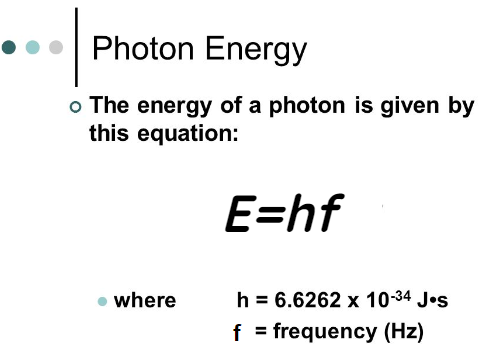 Photon Energy
The energy of a photon is given by
this equation:
E=hf
where h = 6.6262 x 10⁻³⁴ J•s
f = frequency (Hz)